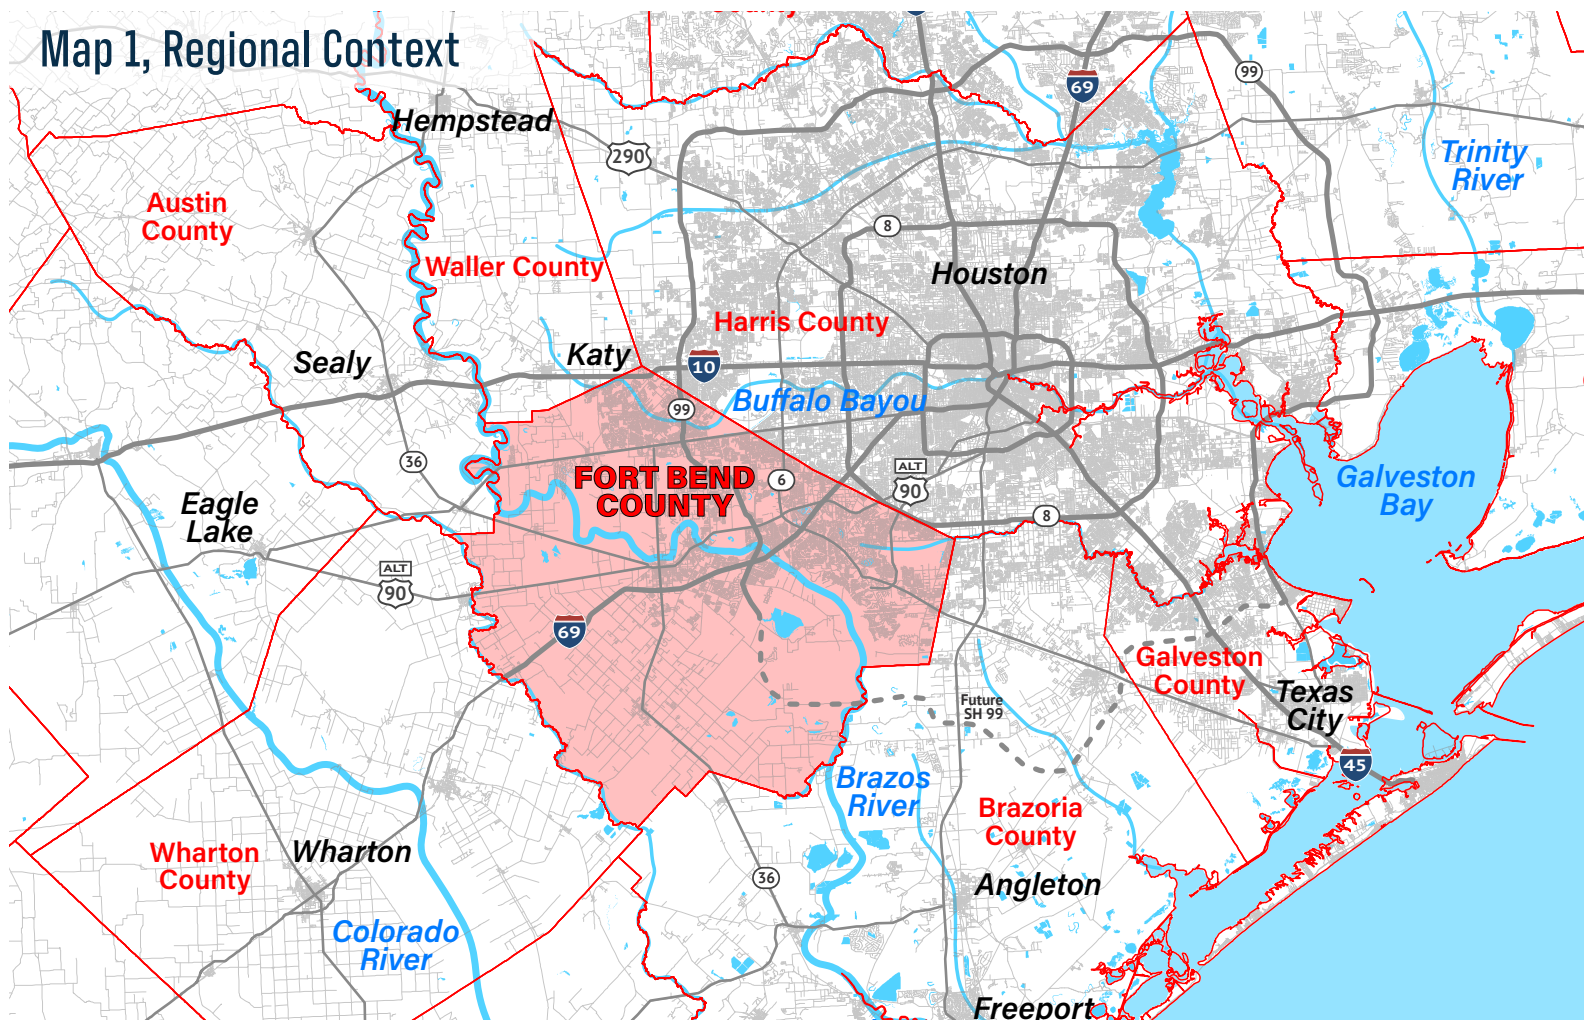 County
Map 1, Regional Context
69
99
Hempstead
290
Trinity
River
Austin
County
8
Waller County
Houston
Harris County
Sealy
Katy
10
99
Buffalo Bayou
36
FORT BEND
COUNTY
6
ALT
90
Galveston
Bay
Eagle
Lake
8
ALT
90
69
Galveston
County
Future
SH 99
Texas
City
45
Brazos
River
Brazoria
County
Wharton
County
Wharton
36
Angleton
Colorado
River
Freeport